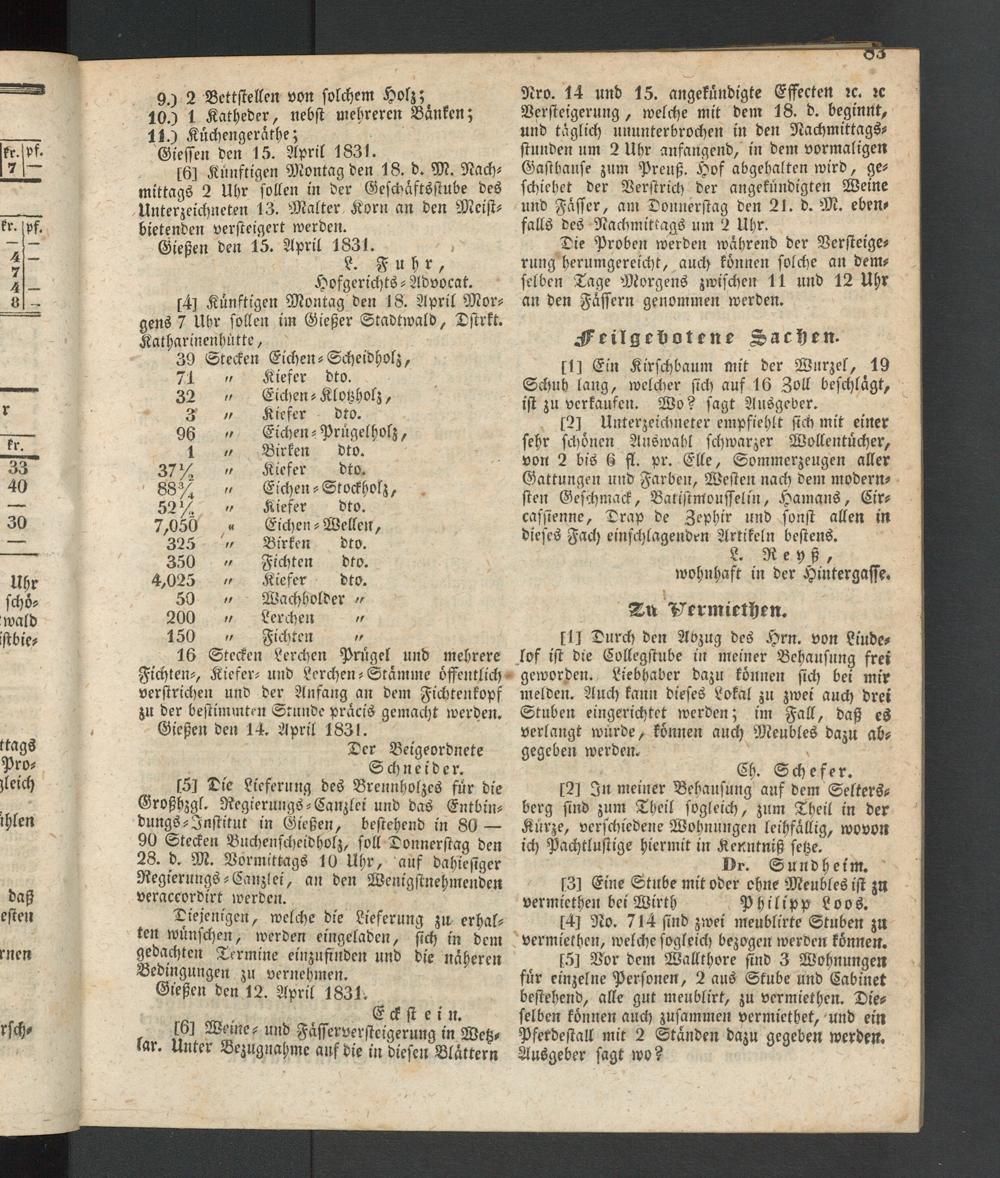 83
9.) 2 Bettstellen von solchem Holz;
10.) 1 Katheder, nebst mehreren Bänken;
11.) Küchengeräthe;
Giessen den 15. April 1831.
[6] Künftigen Montag den 18. d. M. Nach-
mittags 2 Uhr sollen in der Geschäftsstube des
Unterzeichneten 13. Malter Korn an den Meist-
bietenden versteigert werden.
Gießen den 15. April 1831.
L. Fuhr,
Hofgerichts-Advocat.
[4] Künftigen Montag den 18. April Mor-
gens 7 Uhr sollen im Gießer Stadtwald, Dstrkt.
Katharinenhütte,
39 Stecken Eichen-Scheidholz,
71 „ Kiefer dto.
32 „ Eichen-Klotzholz,
3 „ Kiefer dto.
96 „ Eichen-Prügelholz,
1 „ Birken dto.
37½ „ Kiefer dto.
88¾ „ Eichen-Stockholz,
52½ „ Kiefer dto.
7,050 „ Eichen-Wellen,
325 „ Birken dto.
350 „ Fichten dto.
4,025 „ Kiefer dto.
50 „ Wachholder „
200 „ Lerchen „
150 „ Fichten „
16 Stecken Lerchen Prügel und mehrere
Fichten-, Kiefer- und Lerchen-Stämme öffentlich
verstrichen und der Anfang an dem Fichtenkopf
zu der bestimmten Stunde präcis gemacht werden.
Gießen den 14. April 1831.
Der Beigeordnete
Schneider.
[5] Die Lieferung des Brennholzes für die
Großhzgl. Regierungs-Canzlei und das Entbin-
dungs-Institut in Gießen, bestehend in 80 —
90 Stecken Buchenscheidholz, soll Donnerstag den
28. d. M. Vormittags 10 Uhr, auf dahiesiger
Regierungs-Canzlei, an den Wenigstnehmenden
veraccordirt werden.
Diejenigen, welche die Lieferung zu erhal-
ten wünschen, werden eingeladen, sich in dem
gedachten Termine einzufinden und die näheren
Bedingungen zu vernehmen.
Gießen den 12. April 1831.
Eckstein.
[6] Weine- und Fässerversteigerung in Wetz-
lar. Unter Bezugnahme auf die in diesen Blättern
Nro. 14 und 15. angekündigte Effecten ꝛc. ꝛc
Versteigerung, welche mit dem 18. d. beginnt,
und täglich ununterbrochen in den Nachmittags-
stunden um 2 Uhr anfangend, in dem vormaligen
Gasthause zum Preuß. Hof abgehalten wird, ge-
schiehet der Verstrich der angekündigten Weine
und Fässer, am Donnerstag den 21. d. M. eben-
falls des Nachmittags um 2 Uhr.
Die Proben werden während der Versteige-
rung herumgereicht, auch können solche an dem-
selben Tage Morgens zwischen 11 und 12 Uhr
an den Fässern genommen werden.
Feilgebotene Sachen.
[1] Ein Kirschbaum mit der Wurzel, 19
Schuh lang, welcher sich auf 16 Zoll beschlägt,
ist zu verkaufen. Wo? sagt Ausgeber.
[2] Unterzeichneter empfiehlt sich mit einer
sehr schönen Auswahl schwarzer Wollentücher,
von 2 bis 6 fl. pr. Elle, Sommerzeugen aller
Gattungen und Farben, Westen nach dem modern-
sten Geschmack, Batistmousselin, Hamans, Cir-
cassienne, Drap de Zephir und sonst allen in
dieses Fach einschlagenden Artikeln bestens.
L. Reyß,
wohnhaft in der Hintergasse.
Zu Vermiethen.
[1] Durch den Abzug des Hrn. von Linde-
lof ist die Collegstube in meiner Behausung frei
geworden. Liebhaber dazu können sich bei mir
melden. Auch kann dieses Lokal zu zwei auch drei
Stuben eingerichtet werden; im Fall, daß es
verlangt würde, können auch Meubles dazu ab-
gegeben werden.
Ch. Schefer.
[2] In meiner Behausung auf dem Selters-
berg sind zum Theil sogleich, zum Theil in der
Kürze, verschiedene Wohnungen leihfällig, wovon
ich Pachtlustige hiermit in Kenntniß setze.
Dr. Sundheim.
[3] Eine Stube mit oder ohne Meubles ist zu
vermiethen bei Wirth Philipp Loos.
[4] No. 714 sind zwei meublirte Stuben zu
vermiethen, welche sogleich bezogen werden können.
[5] Vor dem Wallthore sind 3 Wohnungen
für einzelne Personen, 2 aus Stube und Cabinet
bestehend, alle gut meublirt, zu vermiethen. Die-
selben können auch zusammen vermiethet, und ein
Pferdestall mit 2 Ständen dazu gegeben werden.
Ausgeber sagt wo?